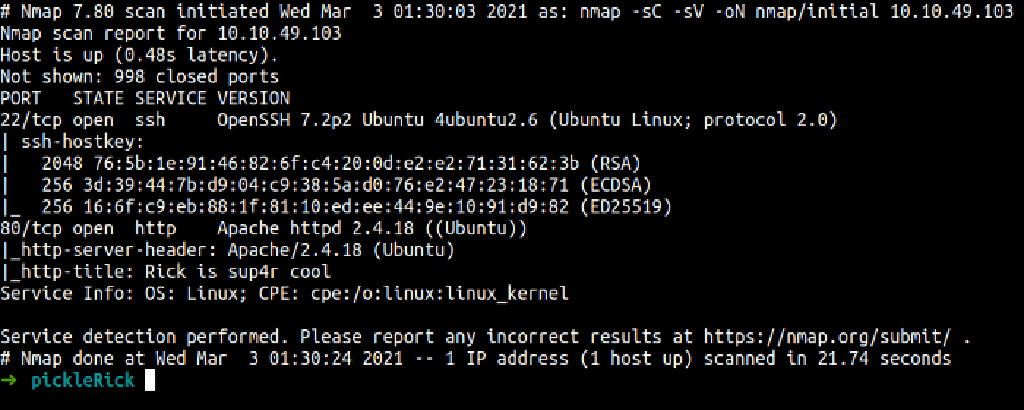 # Nmap 7.80 scan initiated Wed Mar  3 01:30:03 2021 as: nmap -sC -sV -oN nmap/initial 10.10.49.103
Nmap scan report for 10.10.49.103
Host is up (0.48s latency).
Not shown: 998 closed ports
PORT   STATE SERVICE VERSION
22/tcp open  ssh     OpenSSH 7.2p2 Ubuntu 4ubuntu2.6 (Ubuntu Linux; protocol 2.0)
| ssh-hostkey:
|   2048 76:5b:1e:91:46:82:6f:c4:20:0d:e2:e2:71:31:62:3b (RSA)
|   256 3d:39:44:7b:d9:04:c9:38:5a:d0:76:e2:47:23:18:71 (ECDSA)
|_  256 16:6f:c9:eb:88:1f:81:10:ed:ee:44:9e:10:91:d9:82 (ED25519)
80/tcp open  http    Apache httpd 2.4.18 ((Ubuntu))
|_http-server-header: Apache/2.4.18 (Ubuntu)
|_http-title: Rick is sup4r cool
Service Info: OS: Linux; CPE: cpe:/o:linux:linux_kernel

Service detection performed. Please report any incorrect results at https://nmap.org/submit/ .
# Nmap done at Wed Mar  3 01:30:24 2021 -- 1 IP address (1 host up) scanned in 21.74 seconds
→ pickleRick